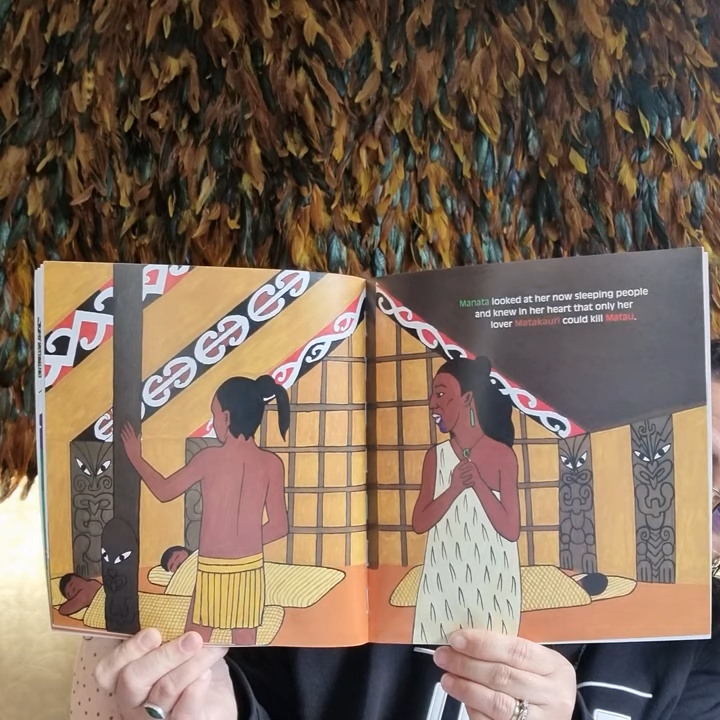 Manata looked at her now sleeping people
and knew in her heart that only her
lover Matakauri could kill Matau.